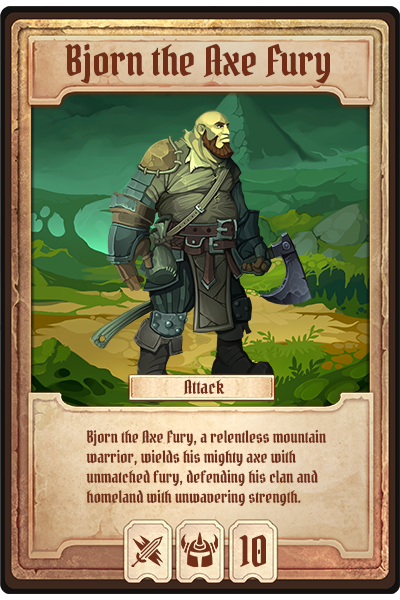 Bjorn the Axe Fury
Attack
Bjorn the Axe Fury, a relentless mountain
warrior, wields his mighty axe with
unmatched fury, defending his clan and
homeland with unwavering strength.
10